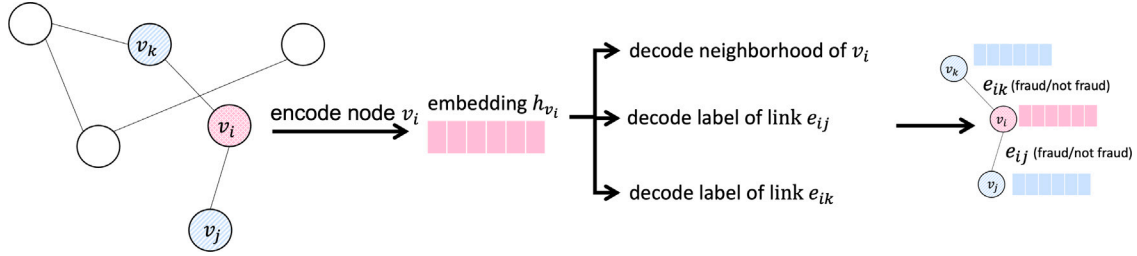 v_k
v_i
v_j
encode node v_i
embedding h_{v_i}
decode neighborhood of v_i
decode label of link e_{ij}
decode label of link e_{ik}
v_k
e_{ik} (fraud/not fraud)
v_i
e_{ij} (fraud/not fraud)
v_j